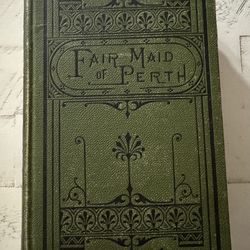 FAIR MAID
OF PERTH